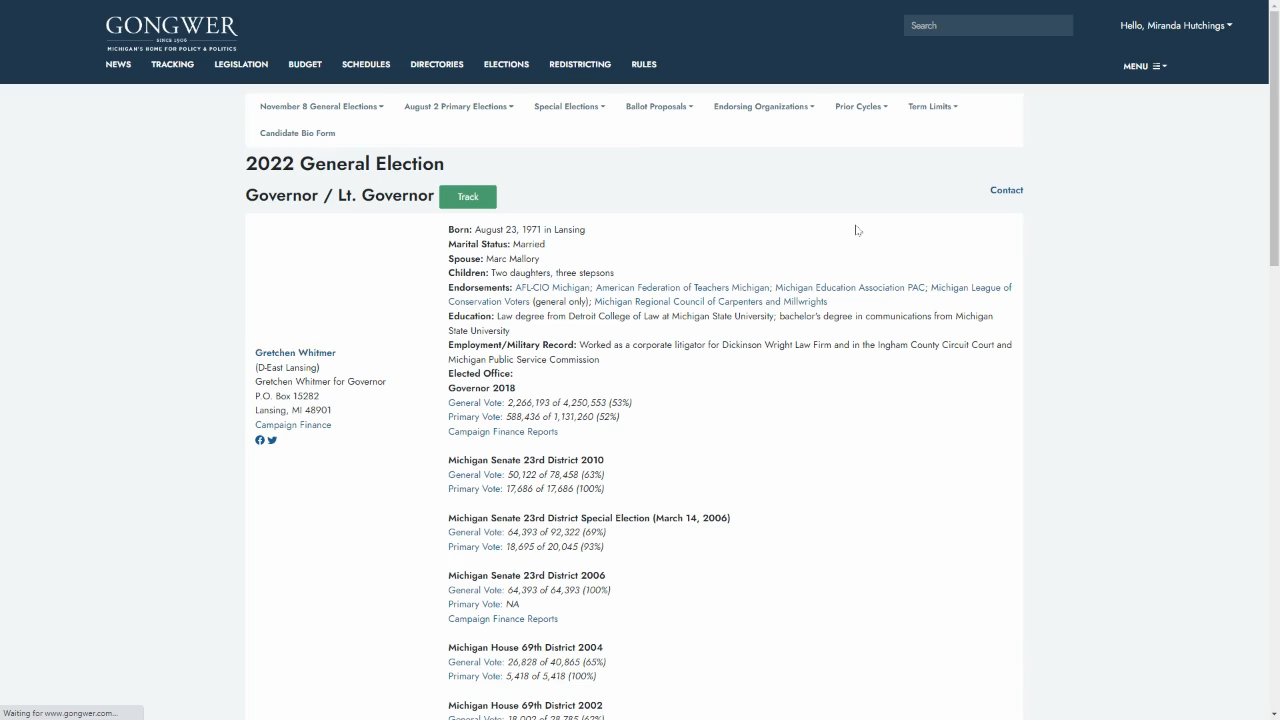 GONGWER
SINCE 1906
MICHIGAN'S HOME FOR POLICY & POLITICS
Search
Hello, Miranda Hutchings
NEWS TRACKING LEGISLATION BUDGET SCHEDULES DIRECTORIES ELECTIONS REDISTRICTING RULES
MENU
November 8 General Elections August 2 Primary Elections Special Elections Ballot Proposals Endorsing Organizations Prior Cycles Term Limits
Candidate Bio Form
2022 General Election
Governor / Lt. Governor Track
Contact
Gretchen Whitmer
(D-East Lansing)
Gretchen Whitmer for Governor
P.O. Box 15282
Lansing, MI 48901
Campaign Finance
Born: August 23, 1971 in Lansing
Marital Status: Married
Spouse: Marc Mallory
Children: Two daughters, three stepsons
Endorsements: AFL-CIO Michigan; American Federation of Teachers Michigan; Michigan Education Association PAC; Michigan League of
Conservation Voters (general only); Michigan Regional Council of Carpenters and Millwrights
Education: Law degree from Detroit College of Law at Michigan State University; bachelor's degree in communications from Michigan
State University
Employment/Military Record: Worked as a corporate litigator for Dickinson Wright Law Firm and in the Ingham County Circuit Court and
Michigan Public Service Commission
Elected Office:
Governor 2018
General Vote: 2,266,193 of 4,250,553 (53%)
Primary Vote: 588,436 of 1,131,260 (52%)
Campaign Finance Reports
Michigan Senate 23rd District 2010
General Vote: 50,122 of 78,458 (63%)
Primary Vote: 17,686 of 17,686 (100%)
Michigan Senate 23rd District Special Election (March 14, 2006)
General Vote: 64,393 of 92,322 (69%)
Primary Vote: 18,695 of 20,045 (93%)
Michigan Senate 23rd District 2006
General Vote: 64,393 of 64,393 (100%)
Primary Vote: NA
Campaign Finance Reports
Michigan House 69th District 2004
General Vote: 26,828 of 40,865 (65%)
Primary Vote: 5,418 of 5,418 (100%)
Michigan House 69th District 2002
General Vote: 18,002 of 28,785 (62%)
Waiting for www.gongwer.com...